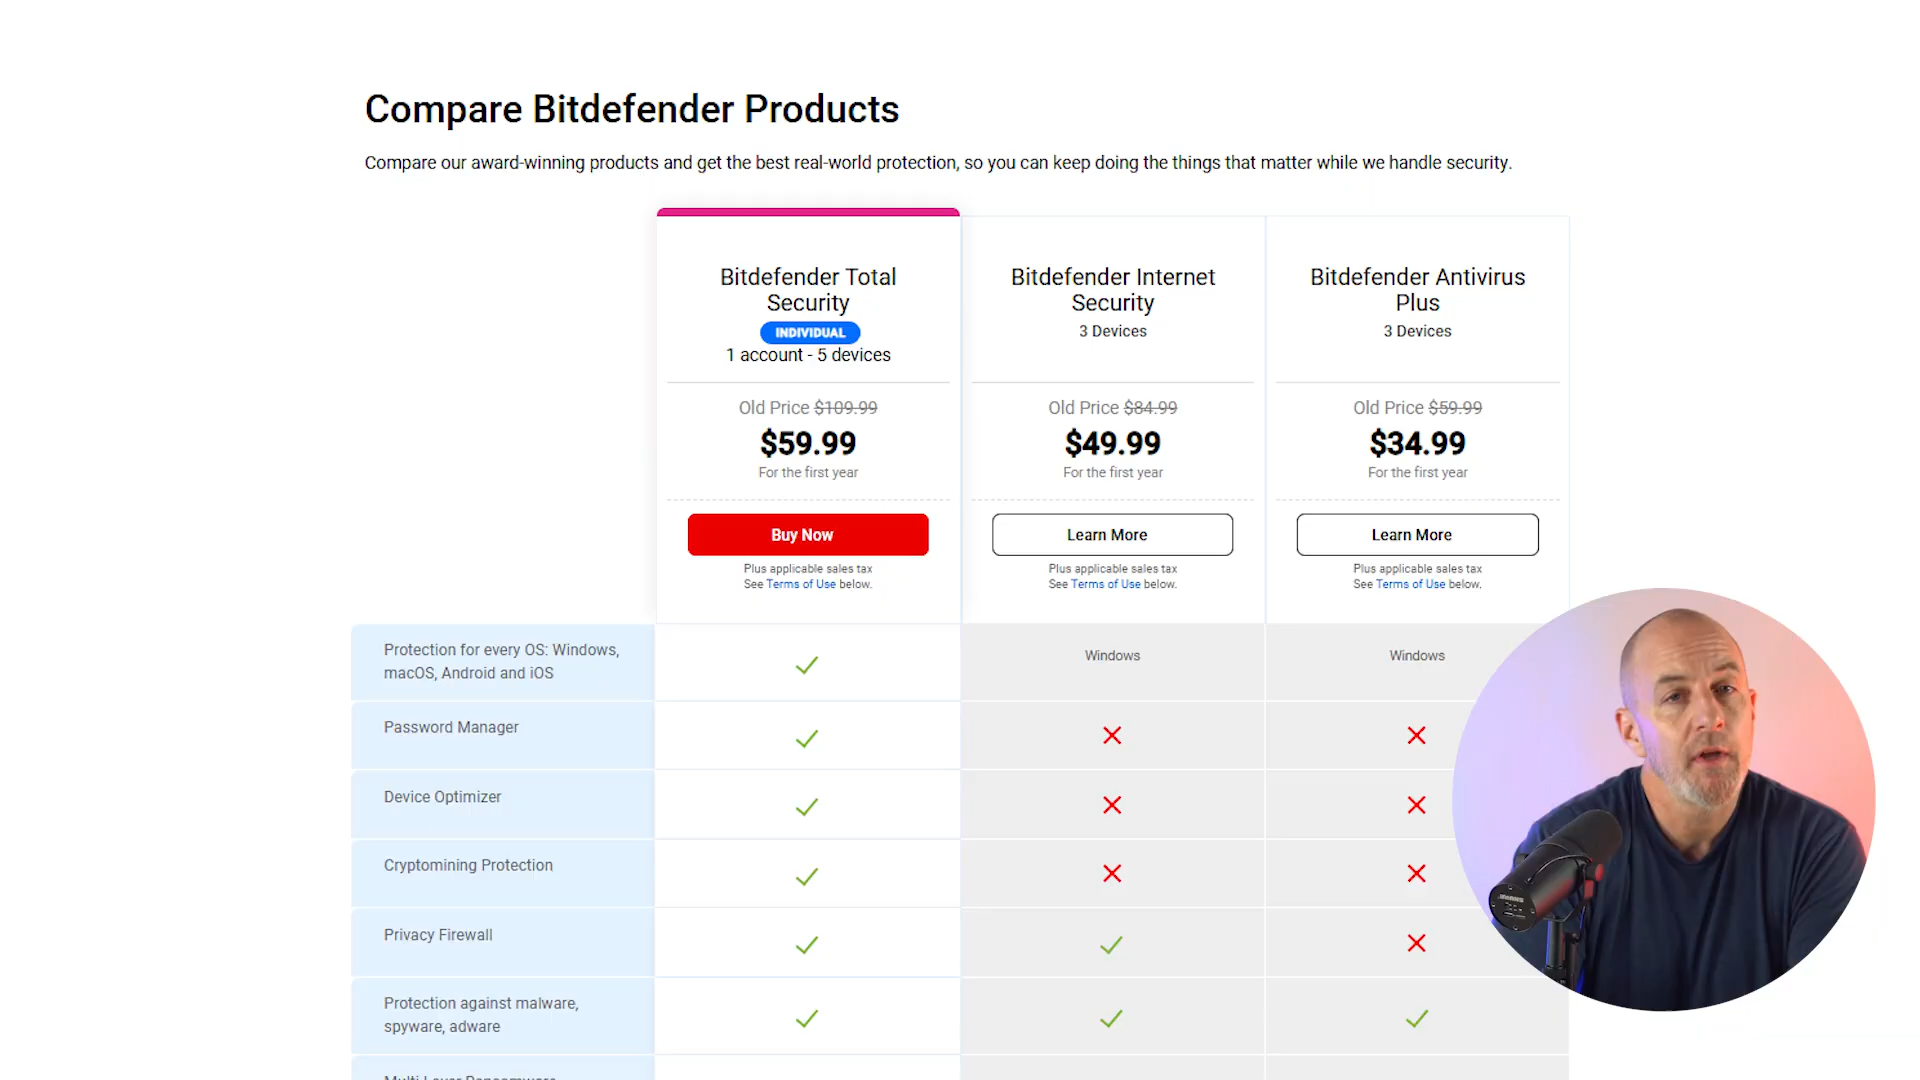 Compare Bitdefender Products
Compare our award-winning products and get the best real-world protection, so you can keep doing the things that matter while we handle security.
Bitdefender Total
Security
INDIVIDUAL
1 account - 5 devices
Old Price $109.99
$59.99
For the first year
Buy Now
Plus applicable sales tax
See Terms of Use below.
Bitdefender Internet
Security
3 Devices
Old Price $84.99
$49.99
For the first year
Learn More
Plus applicable sales tax
See Terms of Use below.
Bitdefender Antivirus
Plus
3 Devices
Old Price $59.99
$34.99
For the first year
Learn More
Plus applicable sales tax
See Terms of Use below.
Protection for every OS: Windows,
macOS, Android and iOS
Windows
Windows
Password Manager
Device Optimizer
Cryptomining Protection
Privacy Firewall
Protection against malware,
spyware, adware